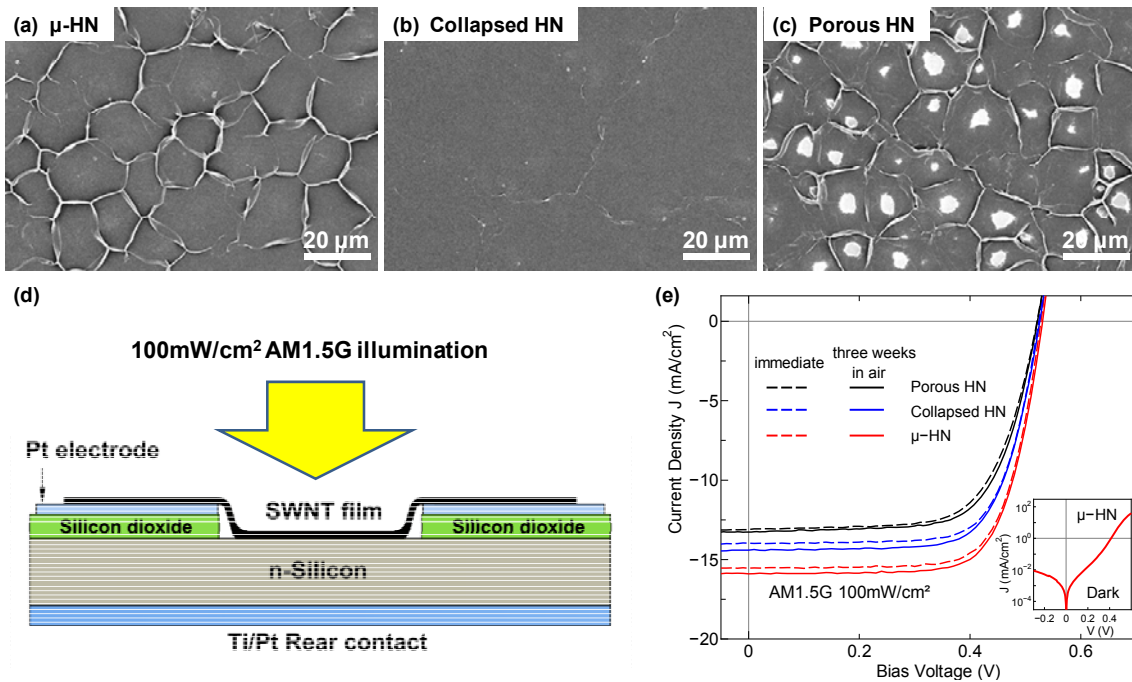 (a) μ-HN
20 μm
(b) Collapsed HN
20 μm
(c) Porous HN
20 μm
(d)
100mW/cm² AM1.5G illumination
Pt electrode
SWNT film
Silicon dioxide
Silicon dioxide
n-Silicon
Ti/Pt Rear contact
(e)
Current Density J (mA/cm²)
0
−5
−10
−15
−20
immediate
three weeks
in air
Porous HN
Collapsed HN
μ−HN
AM1.5G 100mW/cm²
0
0.2
0.4
0.6
Bias Voltage (V)
J (mA/cm²)
10²
10⁰
10⁻²
10⁻⁴
μ−HN
Dark
−0.2
0
0.2
0.4
V (V)